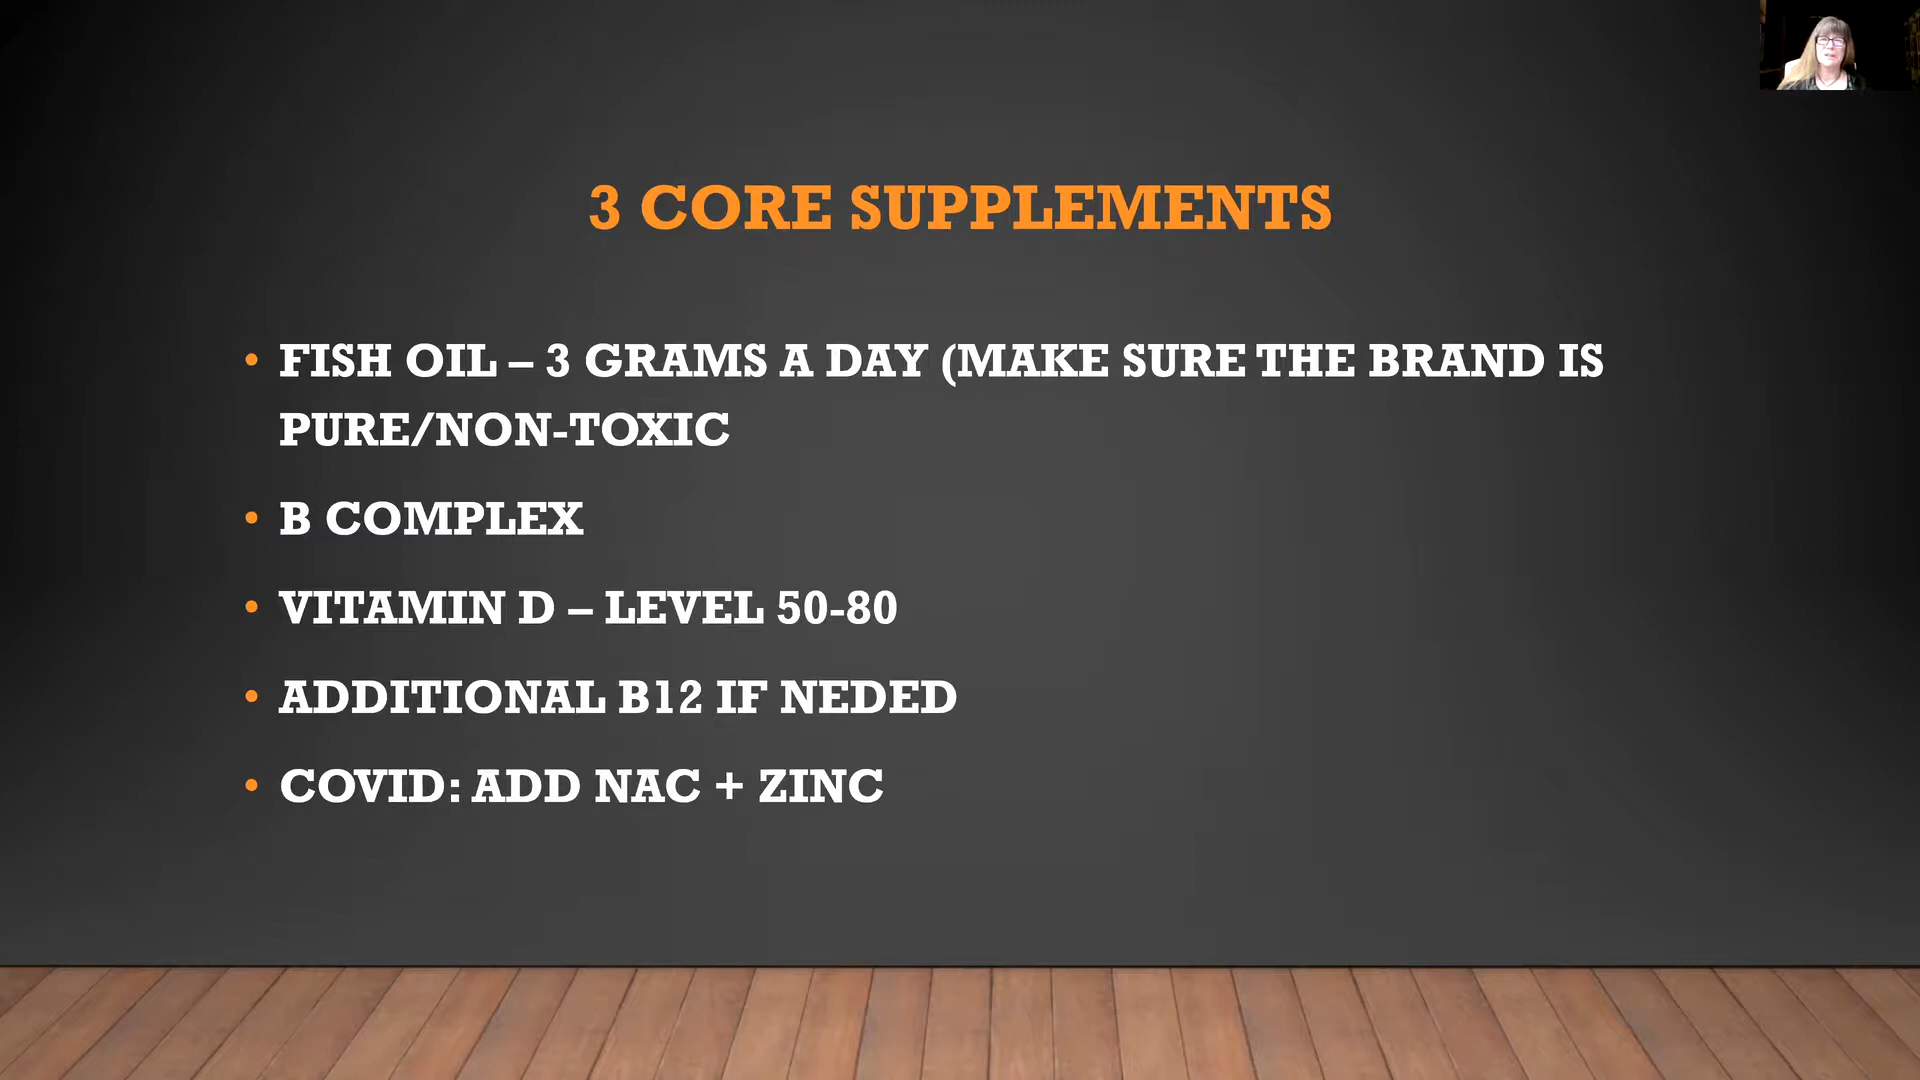 3 CORE SUPPLEMENTS
• FISH OIL – 3 GRAMS A DAY (MAKE SURE THE BRAND IS
PURE/NON-TOXIC
• B COMPLEX
• VITAMIN D – LEVEL 50-80
• ADDITIONAL B12 IF NEDED
• COVID: ADD NAC + ZINC